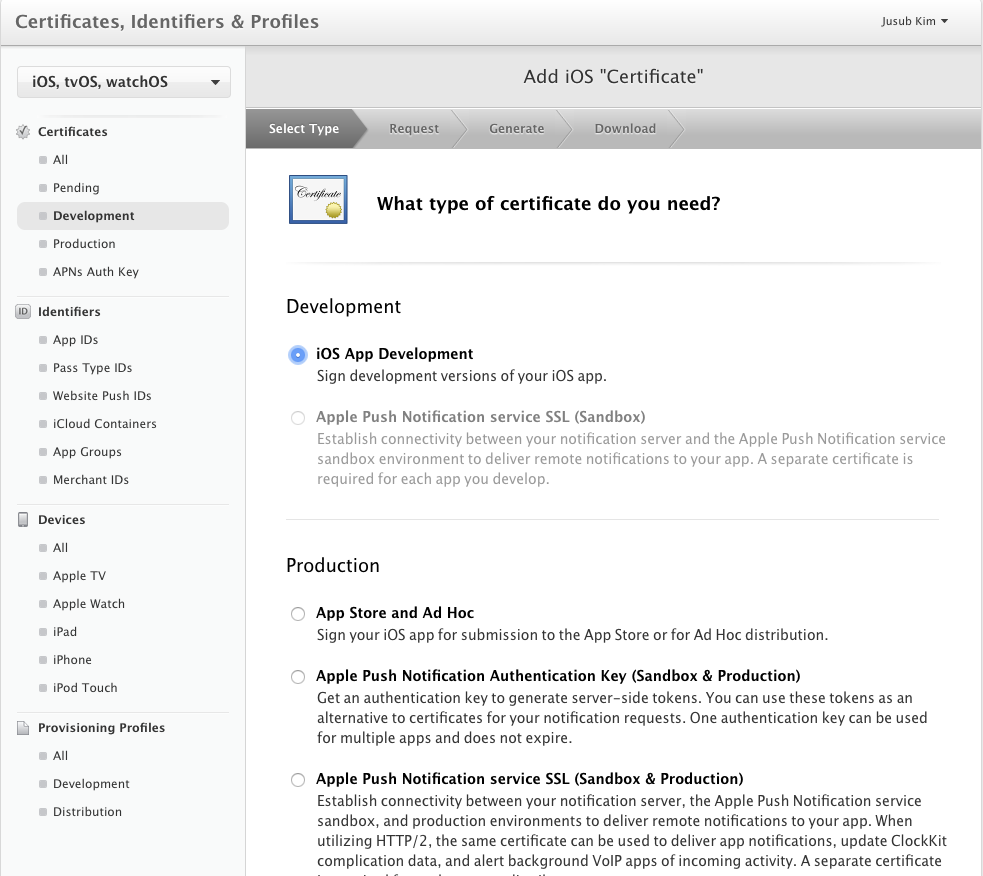 Certificates, Identifiers & Profiles
Jusub Kim
iOS, tvOS, watchOS
Certificates
All
Pending
Development
Production
APNs Auth Key
ID
Identifiers
App IDs
Pass Type IDs
Website Push IDs
iCloud Containers
App Groups
Merchant IDs
Devices
All
Apple TV
Apple Watch
iPad
iPhone
iPod Touch
Provisioning Profiles
All
Development
Distribution
Add iOS "Certificate"
Select Type
Request
Generate
Download
Certificate
What type of certificate do you need?
Development
iOS App Development
Sign development versions of your iOS app.
Apple Push Notification service SSL (Sandbox)
Establish connectivity between your notification server and the Apple Push Notification service
sandbox environment to deliver remote notifications to your app. A separate certificate is
required for each app you develop.
Production
App Store and Ad Hoc
Sign your iOS app for submission to the App Store or for Ad Hoc distribution.
Apple Push Notification Authentication Key (Sandbox & Production)
Get an authentication key to generate server-side tokens. You can use these tokens as an
alternative to certificates for your notification requests. One authentication key can be used
for multiple apps and does not expire.
Apple Push Notification service SSL (Sandbox & Production)
Establish connectivity between your notification server, the Apple Push Notification service
sandbox, and production environments to deliver remote notifications to your app. When
utilizing HTTP/2, the same certificate can be used to deliver app notifications, update ClockKit
complication data, and alert background VoIP apps of incoming activity. A separate certificate